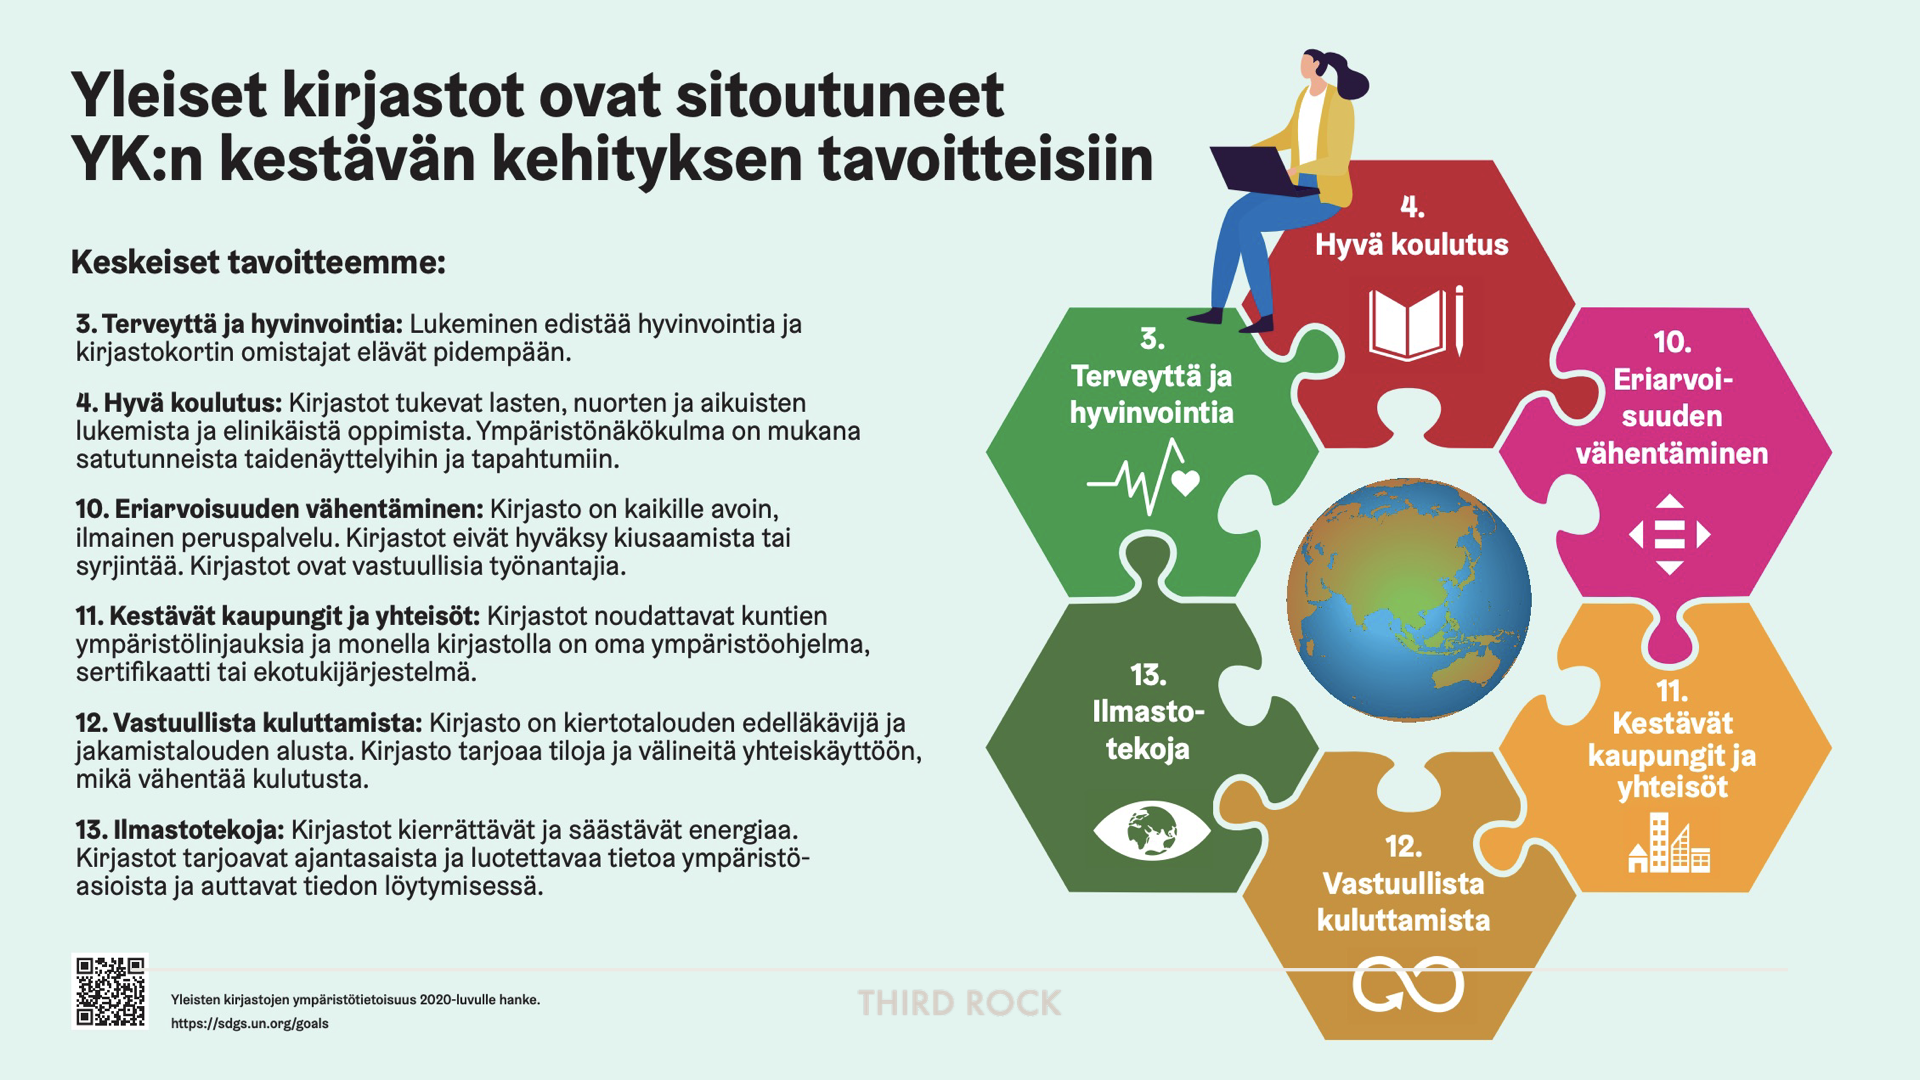 Yleiset kirjastot ovat sitoutuneet
YK:n kestävän kehityksen tavoitteisiin
Keskeiset tavoitteemme:
3. Terveyttä ja hyvinvointia: Lukeminen edistää hyvinvointia ja
kirjastokortin omistajat elävät pidempään.
4. Hyvä koulutus: Kirjastot tukevat lasten, nuorten ja aikuisten
lukemista ja elinikäistä oppimista. Ympäristönäkökulma on mukana
satutunneista taidenäyttelyihin ja tapahtumiin.
10. Eriarvoisuuden vähentäminen: Kirjasto on kaikille avoin,
ilmainen peruspalvelu. Kirjastot eivät hyväksy kiusaamista tai
syrjintää. Kirjastot ovat vastuullisia työnantajia.
11. Kestävät kaupungit ja yhteisöt: Kirjastot noudattavat kuntien
ympäristölinjauksia ja monella kirjastolla on oma ympäristöohjelma,
sertifikaatti tai ekotukijärjestelmä.
12. Vastuullista kuluttamista: Kirjasto on kiertotalouden edelläkävijä ja
jakamistalouden alusta. Kirjasto tarjoaa tiloja ja välineitä yhteiskäyttöön,
mikä vähentää kulutusta.
13. Ilmastotekoja: Kirjastot kierrättävät ja säästävät energiaa.
Kirjastot tarjoavat ajantasaista ja luotettavaa tietoa ympäristö-
asioista ja auttavat tiedon löytymisessä.
Yleisten kirjastojen ympäristötietoisuus 2020-luvulle hanke.
https://sdgs.un.org/goals
THIRD ROCK
4.
Hyvä koulutus
3.
Terveyttä ja
hyvinvointia
10.
Eriarvoi-
suuden
vähentäminen
13.
Ilmasto-
tekoja
11.
Kestävät
kaupungit ja
yhteisöt
12.
Vastuullista
kuluttamista